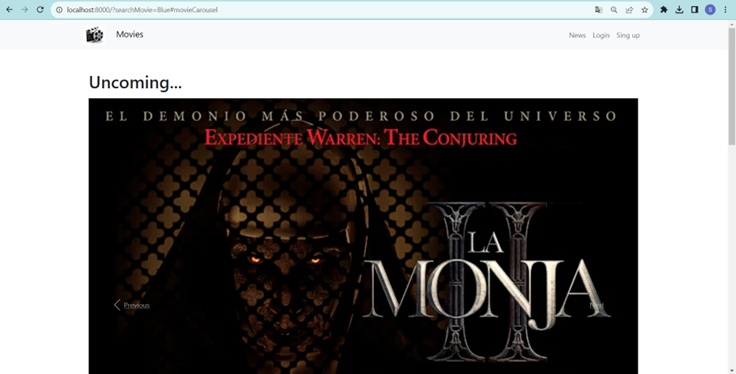 localhost:8000/?searchMovie=Blue#movieCarousel
S
Movies
News Login Sing up
Uncoming...
EL DEMONIO MÁS PODEROSO DEL UNIVERSO
EXPEDIENTE WARREN: THE CONJURING
LA
MONJA
II
Previous
Next